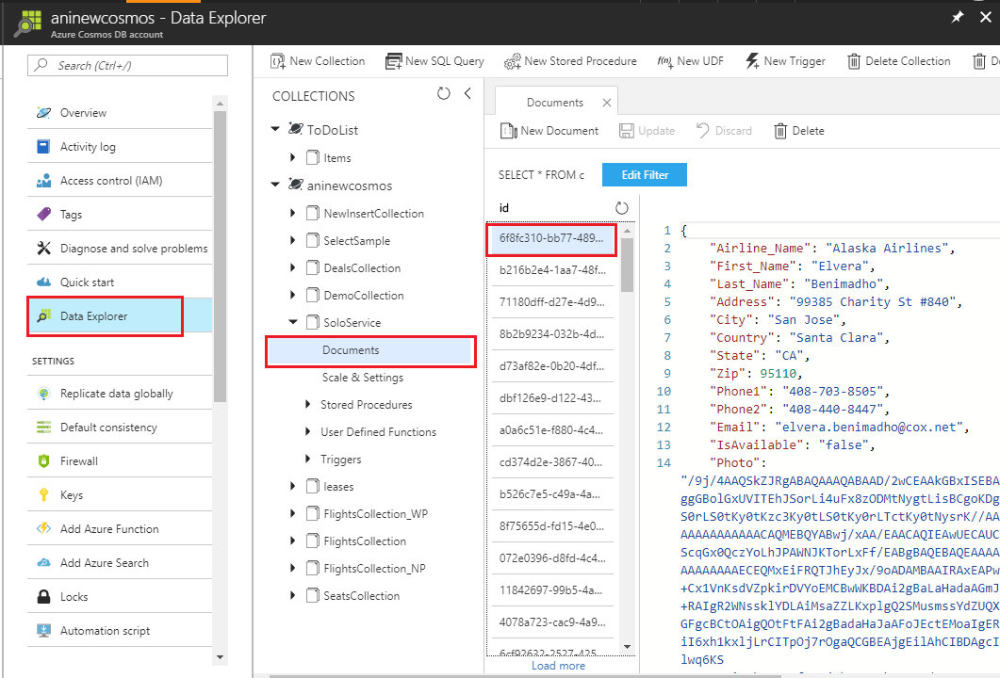 aninewcosmos - Data Explorer
Azure Cosmos DB account
Search (Ctrl+/)
Overview
Activity log
Access control (IAM)
Tags
Diagnose and solve problems
Quick start
Data Explorer
SETTINGS
Replicate data globally
Default consistency
Firewall
Keys
Add Azure Function
Add Azure Search
Locks
Automation script
New Collection
New SQL Query
New Stored Procedure
New UDF
New Trigger
Delete Collection
COLLECTIONS
ToDoList
Items
aninewcosmos
NewInsertCollection
SelectSample
DealsCollection
DemoCollection
SoloService
Documents
Scale & Settings
Stored Procedures
User Defined Functions
Triggers
leases
FlightsCollection_WP
FlightsCollection
FlightsCollection_NP
SeatsCollection
Documents
New Document
Update
Discard
Delete
SELECT * FROM c
Edit Filter
id
6f8fc310-bb77-489...
b216b2e4-1aa7-48f...
71180dff-d27e-4d9...
8b2b9234-032b-4d...
d73af82e-0b20-4df...
dbf126e9-d122-43...
a0a6c51e-f880-4c4...
cd374d2e-3867-40...
b526c7e5-c49a-4a...
8f75655d-fd15-4e0...
072e0396-d8fd-4c4...
11842697-99b5-4a...
4078a723-cac9-4a9...
6cf92632-2527-425
Load more
1 {
2 "Airline_Name": "Alaska Airlines",
3 "First_Name": "Elvera",
4 "Last_Name": "Benimadho",
5 "Address": "99385 Charity St #840",
6 "City": "San Jose",
7 "Country": "Santa Clara",
8 "State": "CA",
9 "Zip": 95110,
10 "Phone1": "408-703-8505",
11 "Phone2": "408-440-8447",
12 "Email": "elvera.benimadho@cox.net",
13 "IsAvailable": "false",
14 "Photo":
"/9j/4AAQSkZJRgABAQAAAQABAAD/2wCEAAkGBxISEBA
ggGBolGxUVITEhJSorLi4uFx8zODMtNygtLisBCgoKDg
S0rLS0tKy0tKzc3Ky0tLS0tKy0rLTctKy0tNysrK//AA
AAAAAAAAAAAACAQMEBQYABwj/xAA/EAACAQIEAwUECAUC
ScqGx0QczYoLhJPAWNJKTorLxFf/EABgBAQEBAQEAAAA
AAAAAAAAAECEQMxEiFRQTJhEyJx/9oADAMBAAIRAxEAPw
+Cx1VnKsdVZpkirDVYoEMCBwWKBDAi2gBaLaHadaAGmJ
+RAIgR2WNssklYDLAiMsaZZLKxplgQ2SMusmssYdZUQX
GFgcBCtOAigQOtFtFAi2gBadaHaJaAFoJEctEMoaIgER
iI6xh1kxljLrCITpOj7rOgaQCGBEAjgEilAhCIBDAgcI
lwq6KS